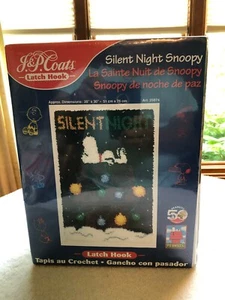 J.&P. Coats
Latch Hook
Silent Night Snoopy
La Sainte Nuit de Snoopy
Snoopy de noche de paz
SILENT NIGHT
Latch Hook
Tapis au Crochet • Gancho con pasador